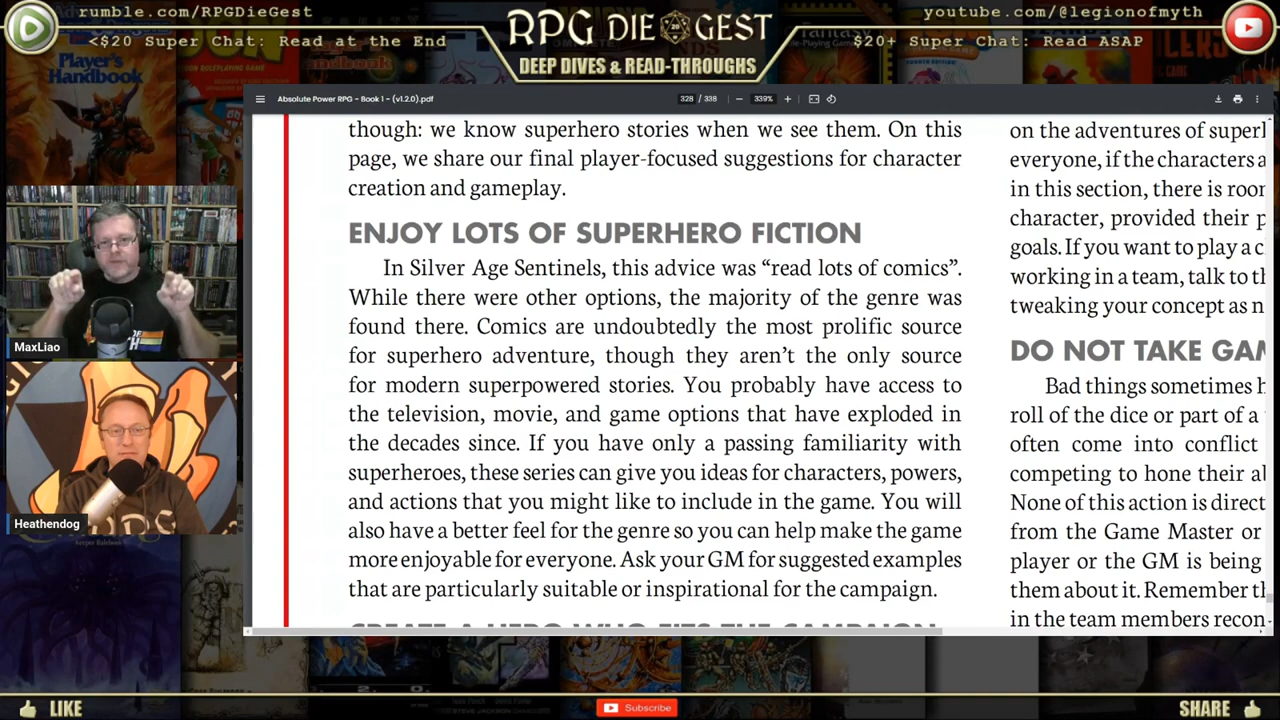 rumble.com/RPGDieGest
<$20 Super Chat: Read at the End
RPG DIE GEST
DEEP DIVES & READ-THROUGHS
youtube.com/@legionofmyth
$20+ Super Chat: Read ASAP
Player's
Handbook
Absolute Power RPG – Book 1 – (v1.2.0).pdf
328 / 338
339%
though: we know superhero stories when we see them. On this
page, we share our final player-focused suggestions for character
creation and gameplay.
ENJOY LOTS OF SUPERHERO FICTION
In Silver Age Sentinels, this advice was “read lots of comics”.
While there were other options, the majority of the genre was
found there. Comics are undoubtedly the most prolific source
for superhero adventure, though they aren’t the only source
for modern superpowered stories. You probably have access to
the television, movie, and game options that have exploded in
the decades since. If you have only a passing familiarity with
superheroes, these series can give you ideas for characters, powers,
and actions that you might like to include in the game. You will
also have a better feel for the genre so you can help make the game
more enjoyable for everyone. Ask your GM for suggested examples
that are particularly suitable or inspirational for the campaign.
CREATE A HERO WHO FITS THE CAMPAIGN
on the adventures of superl
everyone, if the characters a
in this section, there is roor
character, provided their p
goals. If you want to play a c
working in a team, talk to th
tweaking your concept as n
DO NOT TAKE GAM
Bad things sometimes h
roll of the dice or part of a
often come into conflict
competing to hone their al
None of this action is direct
from the Game Master or
player or the GM is being
them about it. Remember tl
in the team members recon
MaxLiao
Heathendog
LIKE
Subscribe
SHARE